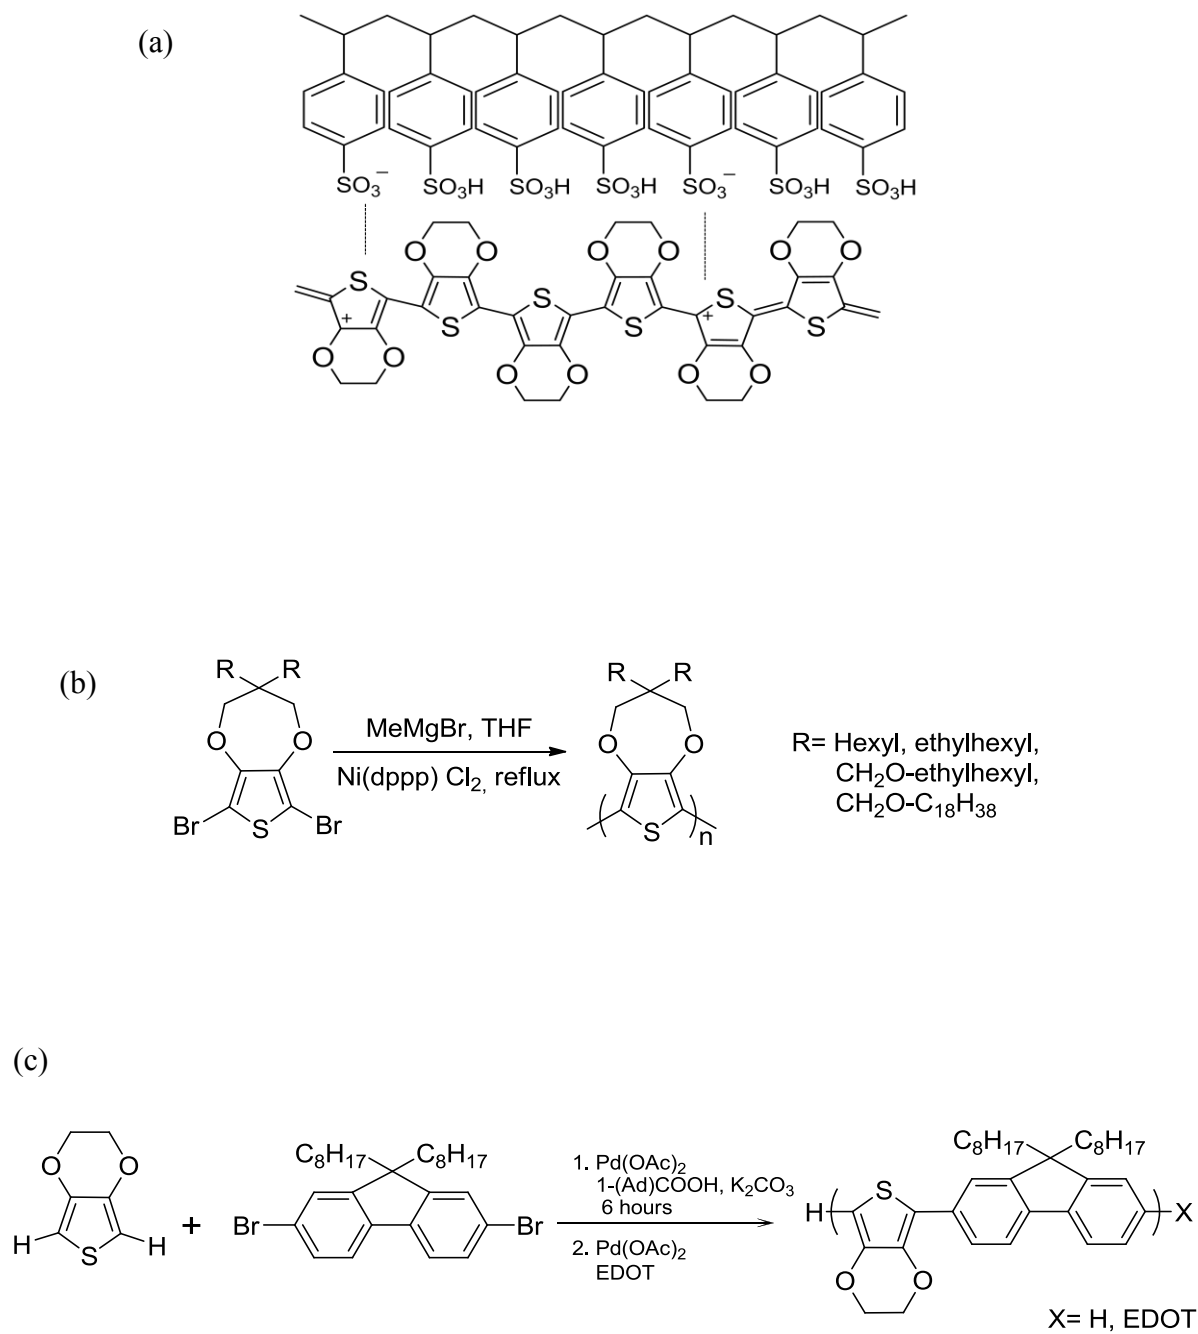 (a)
SO₃⁻ SO₃H SO₃H SO₃H SO₃⁻ SO₃H SO₃H
O O O O O O
S S S
+ +
S S S
O O O O O O
(b)
R R R R
O O O O
MeMgBr, THF
Ni(dppp) Cl₂, reflux
Br S Br
S n
R= Hexyl, ethylhexyl,
CH₂O-ethylhexyl,
CH₂O-C₁₈H₃₈
(c)
O O
H S H
+
C₈H₁₇ C₈H₁₇
Br Br
1. Pd(OAc)₂
1-(Ad)COOH, K₂CO₃
6 hours
2. Pd(OAc)₂
EDOT
C₈H₁₇ C₈H₁₇
H S X
O O
X= H, EDOT